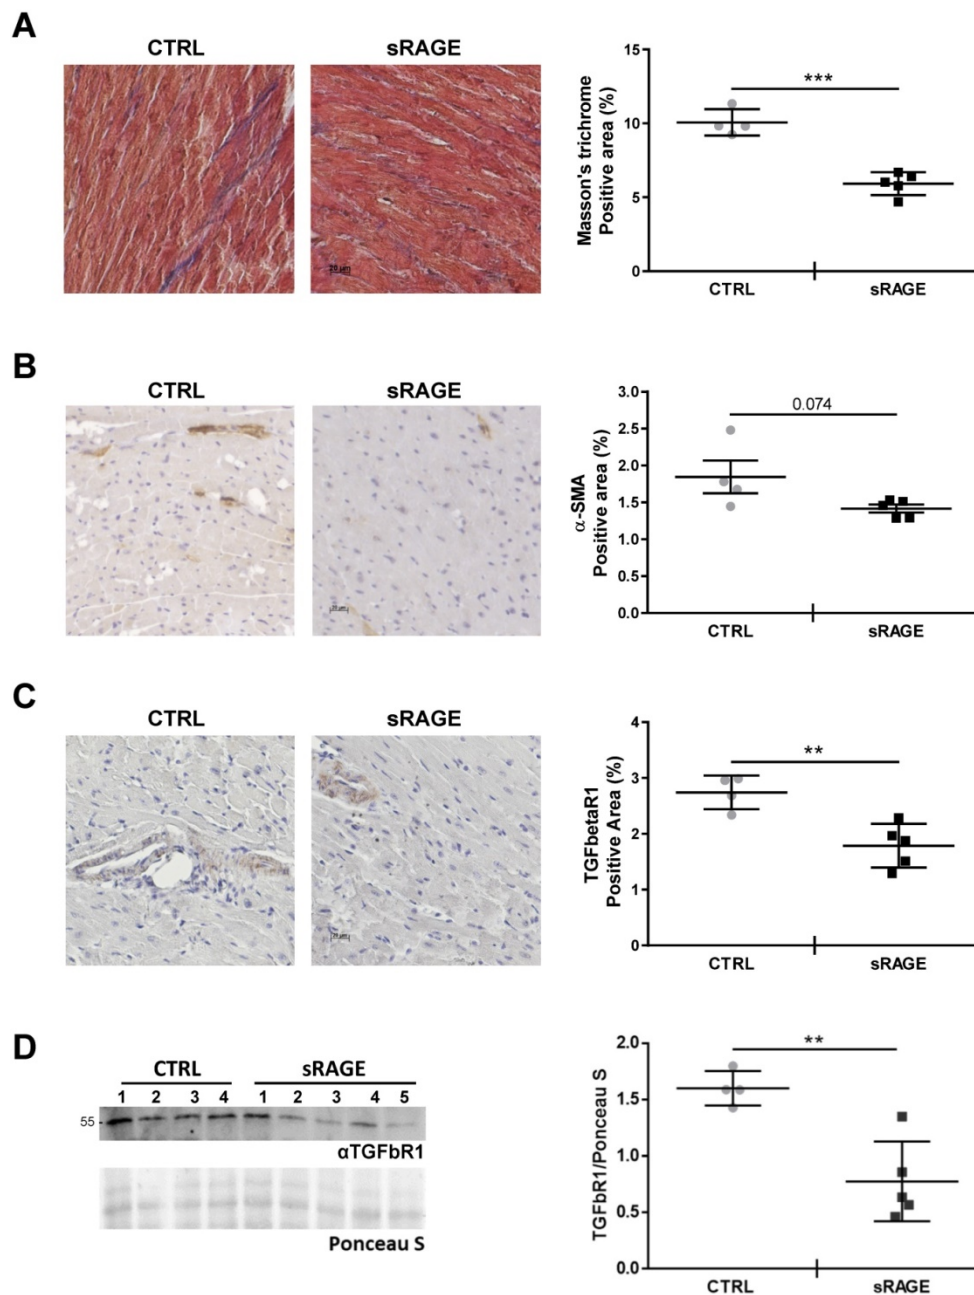 A
CTRL
sRAGE
20 µm
Masson's trichrome
Positive area (%)
15
10
5
0
***
CTRL
sRAGE
B
CTRL
sRAGE
α-SMA
Positive area (%)
3.0
2.5
2.0
1.5
1.0
0.5
0.0
0.074
CTRL
sRAGE
C
CTRL
sRAGE
TGFbetaR1
Positive Area (%)
4
3
2
1
0
**
CTRL
sRAGE
D
CTRL
sRAGE
1 2 3 4 1 2 3 4 5
55
αTGFbR1
Ponceau S
TGFbR1/Ponceau S
2.0
1.5
1.0
0.5
0.0
**
CTRL
sRAGE